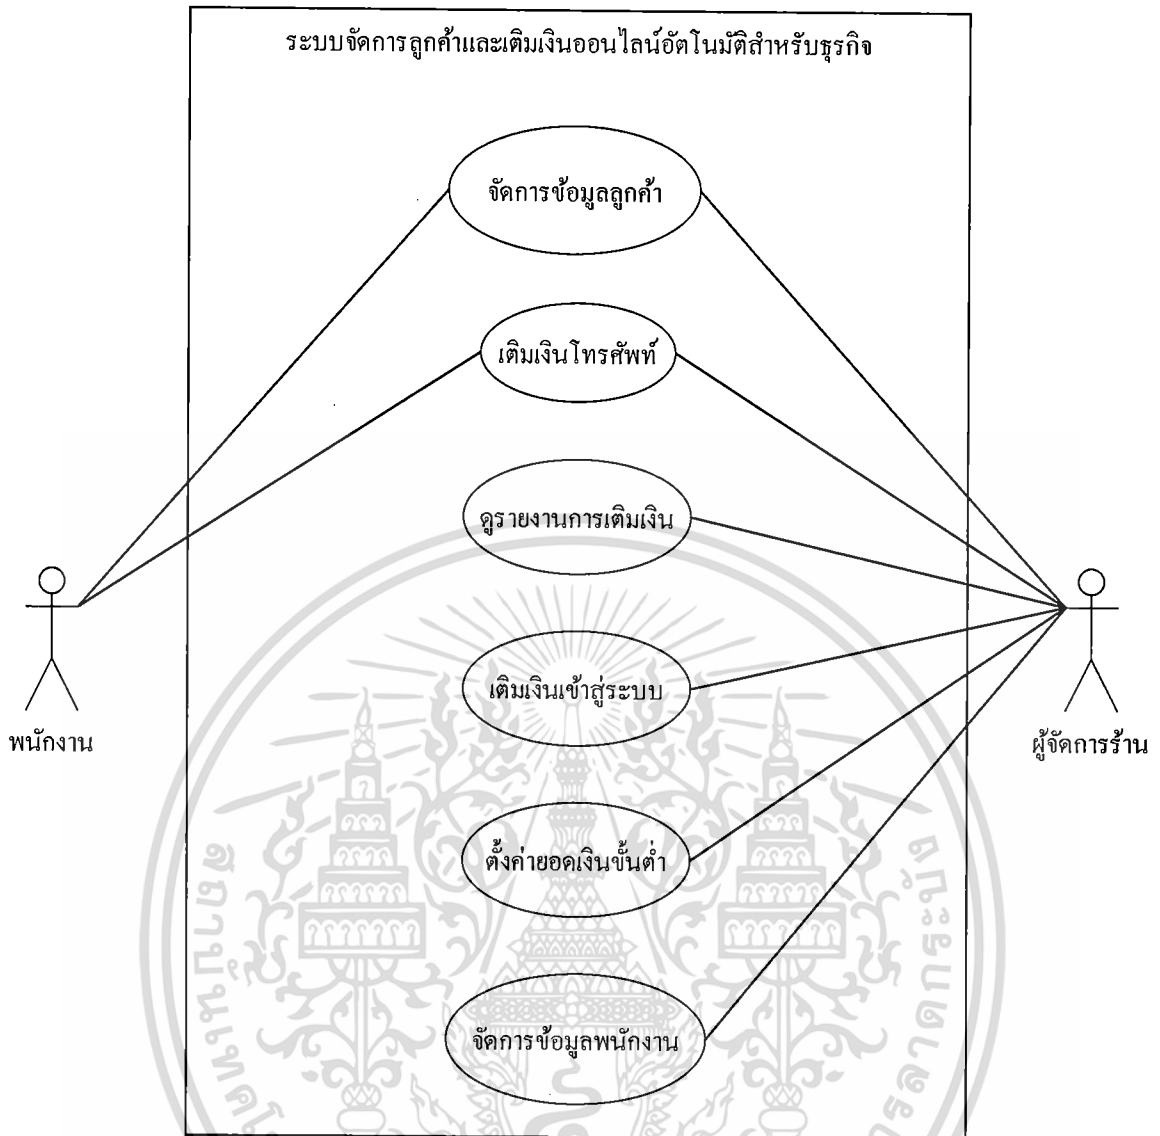 ระบบจัดการลูกค้าและเติมเงินออนไลน์อัตโนมัติสำหรับธุรกิจ
จัดการข้อมูลลูกค้า
เติมเงินโทรศัพท์
ดูรายงานการเติมเงิน
เติมเงินเข้าสู่ระบบ
พนักงาน
ผู้จัดการร้าน
ตั้งค่ายอดเงินขั้นต่ำ
จัดการข้อมูลพนักงาน